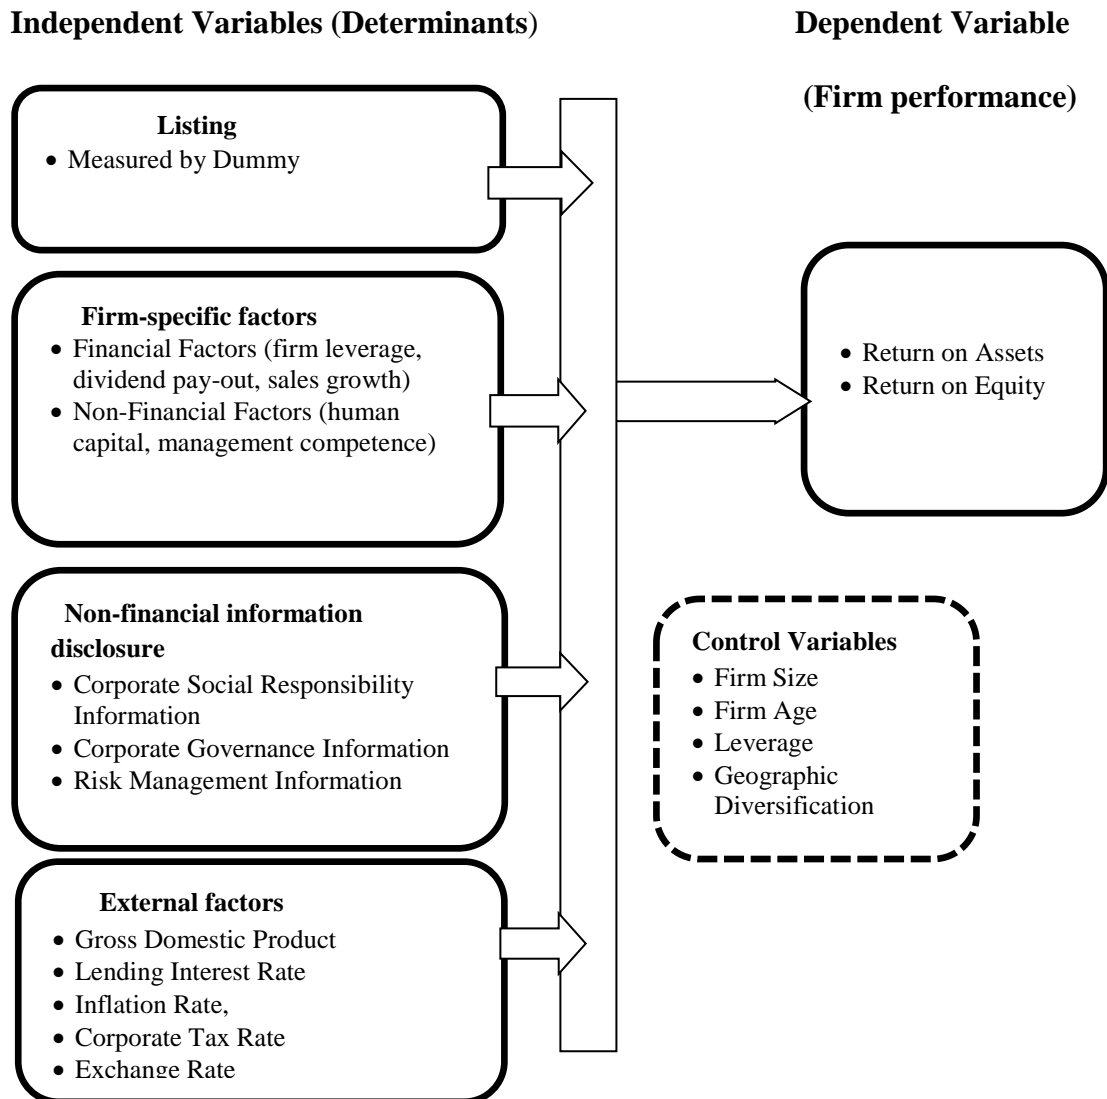 Independent Variables (Determinants)
Dependent Variable
(Firm performance)
Listing
• Measured by Dummy
Firm-specific factors
• Financial Factors (firm leverage,
dividend pay-out, sales growth)
• Non-Financial Factors (human
capital, management competence)
• Return on Assets
• Return on Equity
Non-financial information
disclosure
• Corporate Social Responsibility
Information
• Corporate Governance Information
• Risk Management Information
Control Variables
• Firm Size
• Firm Age
• Leverage
• Geographic
Diversification
External factors
• Gross Domestic Product
• Lending Interest Rate
• Inflation Rate,
• Corporate Tax Rate
• Exchange Rate